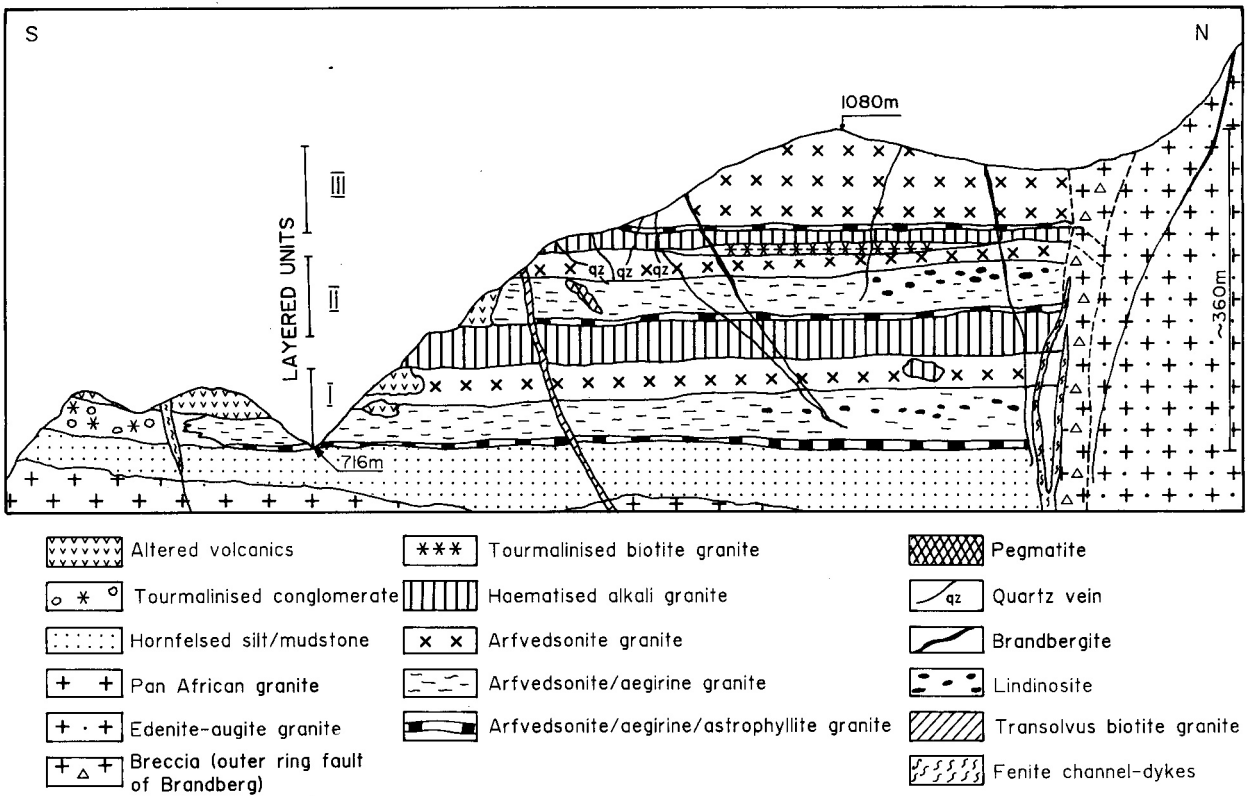 S
N
1080m
III
LAYERED UNITS
II
qz qz qz
I
~360m
716m
Altered volcanics
Tourmalinised conglomerate
Hornfelsed silt/mudstone
Pan African granite
Edenite-augite granite
Breccia (outer ring fault
of Brandberg)
Tourmalinised biotite granite
Haematised alkali granite
Arfvedsonite granite
Arfvedsonite/aegirine granite
Arfvedsonite/aegirine/astrophyllite granite
Pegmatite
qz
Quartz vein
Brandbergite
Lindinosite
Transolvus biotite granite
Fenite channel-dykes